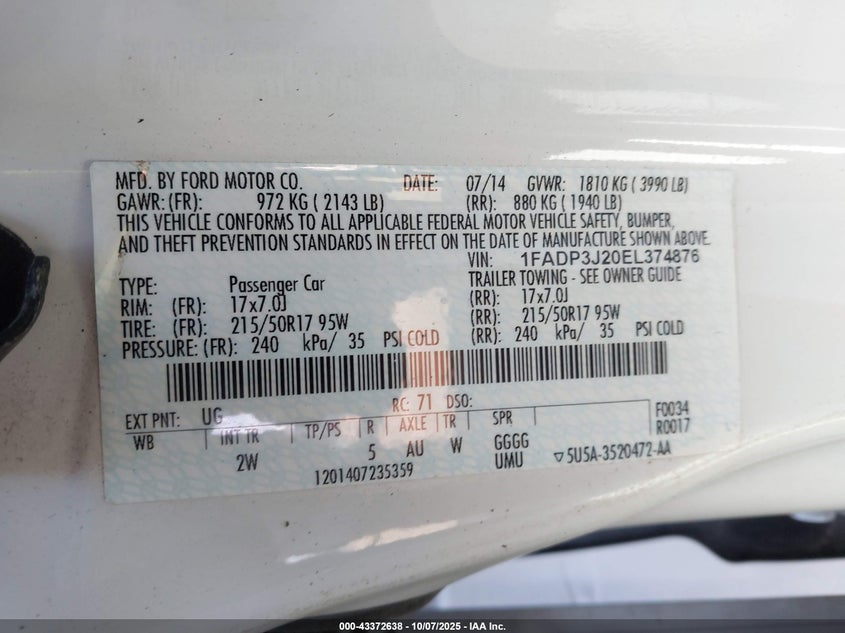 MFD. BY FORD MOTOR CO. DATE: 07/14 GVWR: 1810 KG ( 3990 LB)
GAWR:(FR): 972 KG ( 2143 LB) (RR): 880 KG ( 1940 LB)
THIS VEHICLE CONFORMS TO ALL APPLICABLE FEDERAL MOTOR VEHICLE SAFETY, BUMPER,
AND THEFT PREVENTION STANDARDS IN EFFECT ON THE DATE OF MANUFACTURE SHOWN ABOVE.
VIN: 1FADP3J20EL374876
TYPE: Passenger Car TRAILER TOWING - SEE OWNER GUIDE
RIM: (FR): 17x7.0J (RR): 17x7.0J
TIRE: (FR): 215/50R17 95W (RR): 215/50R17 95W
PRESSURE: (FR): 240 kPa/ 35 PSI COLD (RR): 240 kPa/ 35 PSI COLD
EXT PNT: UG RC: 71 DSO: F0034
WB INT TR TP/PS R AXLE TR SPR R0017
2W 5 AU W GGGG
UMU ▽5U5A-3520472-AA
1201407235359
000-43372638 - 10/07/2025 - IAA Inc.